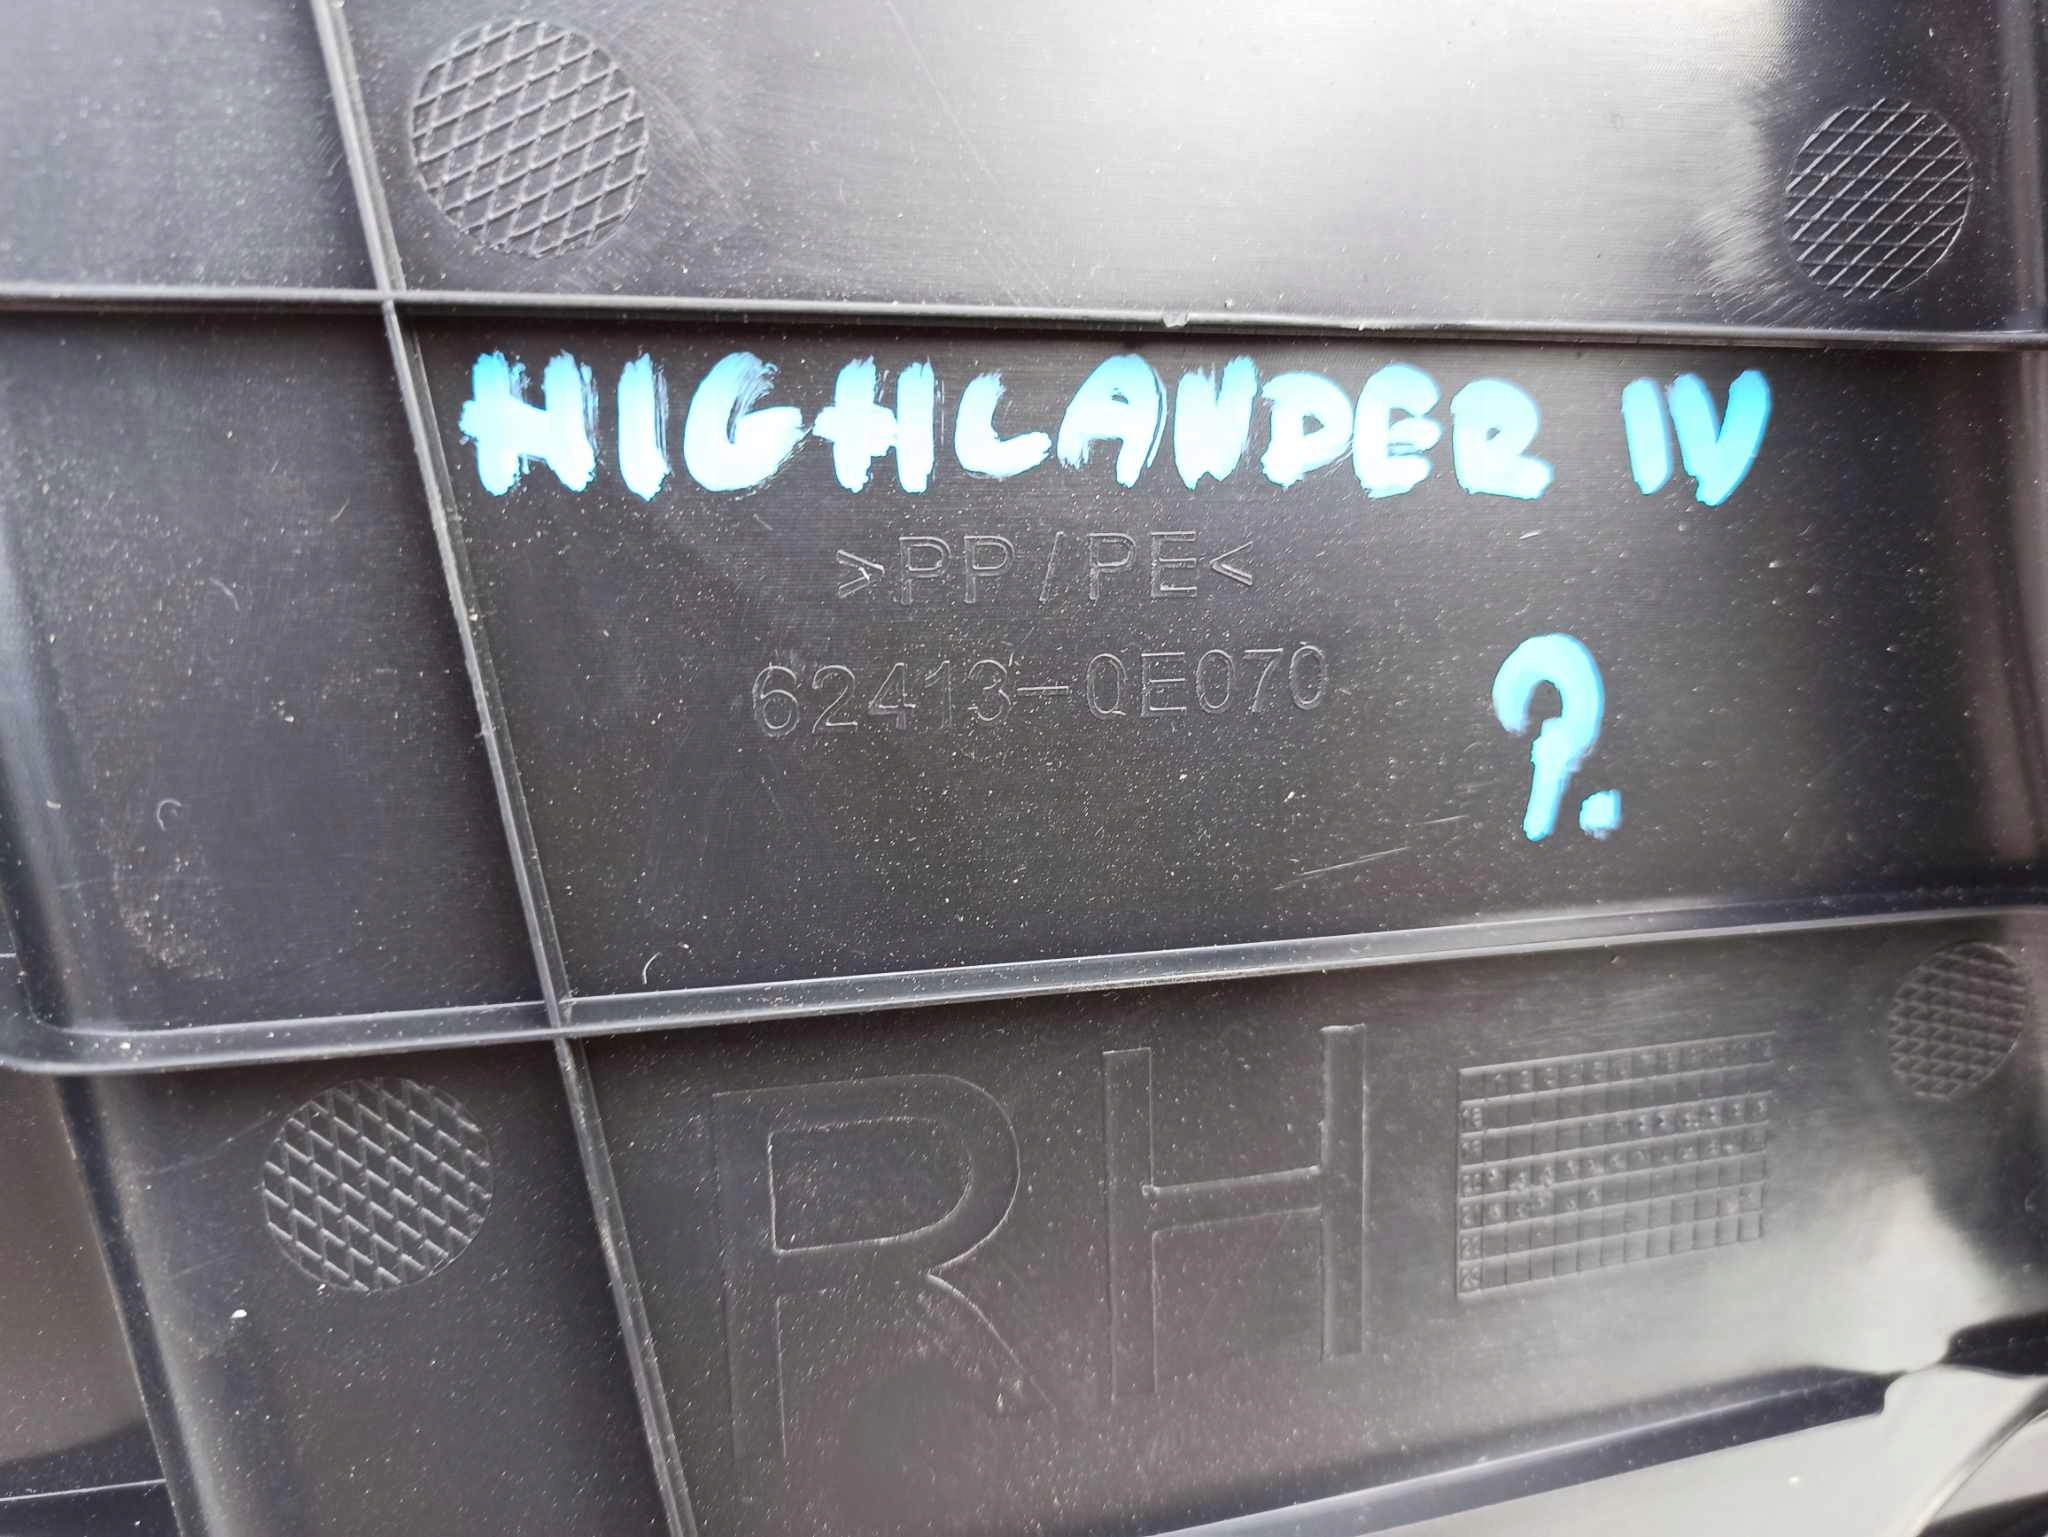 HIGHLANDER IV
>PP/PE<
62413-0E070
?.
RH